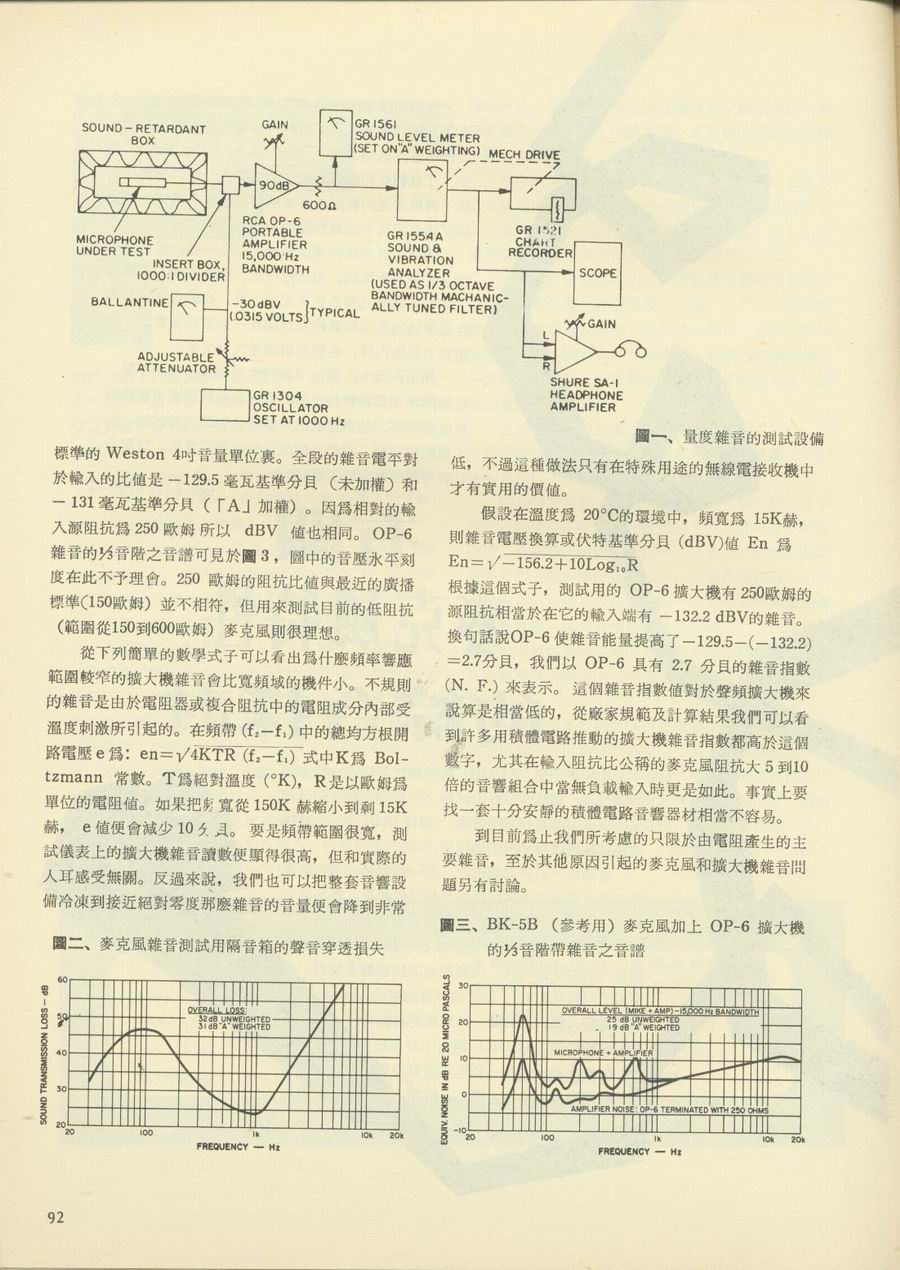 SOUND-RETARDANT
BOX
GAIN
GR 1561
SOUND LEVEL METER
(SET ON "A" WEIGHTING)
MECH DRIVE
90dB
600Ω
MICROPHONE
UNDER TEST
INSERT BOX,
1000:1 DIVIDER
RCA OP-6
PORTABLE
AMPLIFIER
15,000 Hz
BANDWIDTH
GR 1554A
SOUND &
VIBRATION
ANALYZER
(USED AS 1/3 OCTAVE
BANDWIDTH MACHANIC-
ALLY TUNED FILTER)
GR 1521
CHART
RECORDER
SCOPE
BALLANTINE
-30dBV
(.0315 VOLTS)
TYPICAL
GAIN
L
R
ADJUSTABLE
ATTENUATOR
GR 1304
OSCILLATOR
SET AT 1000 Hz
SHURE SA-1
HEADPHONE
AMPLIFIER
圖一、量度雜音的測試設備
標準的 Weston 4吋音量單位裏。全段的雜音電平對
於輸入的比值是 －129.5 毫瓦基準分貝（未加權）和
－131 毫瓦基準分貝（「A」加權）。因爲相對的輸
入源阻抗爲 250 歐姆 所以 dBV 値也相同。 OP-6
雜音的⅓音階之音譜可見於圖 3 ，圖中的音壓水平刻
度在此不予理會。250 歐姆的阻抗比值與最近的廣播
標準(150歐姆）並不相符，但用來測試目前的低阻抗
（範圍從150到600歐姆）麥克風則很理想。
從下列簡單的數學式子可以看出爲什麽頻率響應
範圍較窄的擴大機雜音會比寬頻域的機件小。不規則
的雜音是由於電阻器或複合阻抗中的電阻成分內部受
溫度刺激所引起的。在頻帶 (f₂—f₁) 中的總均方根開
路電壓 e 爲: en=√4KTR (f₂—f₁) 式中K爲 Bol-
tzmann 常數。T爲絕對溫度（°K)，R是以歐姆爲
單位的電阻值。如果把 寬從 150K 赫縮小到剩 15K
赫， e 値便會減少 10 分貝。 要是頻帶範圍很寬，測
試儀表上的擴大機雜音讀數便顯得很高，但和實際的
人耳感受無關。反過來說，我們也可以把整套音響設
備冷凍到接近絕對零度那麽雜音的音量便會降到非常
低，不過這種做法只有在特殊用途的無線電接收機中
才有實用的價值。
假設在溫度爲 20°C的環境中，頻寬爲 15K赫，
則雜音電壓換算或伏特基準分貝 (dBV)値 En 爲
En=√−156.2+10Log₁₀R
根據這個式子，測試用的 OP-6 擴大機有250歐姆的
源阻抗相當於在它的輸入端有 －132.2 dBV的雜音。
換句話說OP-6 使雜音能量提高了－129.5－(－132.2)
=2.7分貝，我們以 OP-6 具有 2.7 分貝的雜音指數
(N. F.) 來表示。 這個雜音指數值對於聲頻擴大機來
說算是相當低的，從廠家規範及計算結果我們可以看
到許多用積體電路推動的擴大機雜音指數都高於這個
數字，尤其在輸入阻抗比公稱的麥克風阻抗大 5 到10
倍的音響組合中當無負載輸入時更是如此。事實上要
找一套十分安靜的積體電路音響器材相當不容易。
到目前爲止我們所考慮的只限於由電阻產生的主
要雜音，至於其他原因引起的麥克風和擴大機雜音問
題另有討論。
圖二、麥克風雜音測試用隔音箱的聲音穿透損失
SOUND TRANSMISSION LOSS — dB
60
50
40
30
20
OVERALL LOSS:
32dB UNWEIGHTED
31dB "A" WEIGHTED
20
100
1k
10k
20k
FREQUENCY — Hz
圖三、BK-5B （參考用）麥克風加上 OP-6 擴大機
的⅓音階帶雜音之音譜
EQUIV. NOISE IN dB RE 20 MICRO PASCALS
30
20
10
0
-10
OVERALL LEVEL (MIKE + AMP)-15,000 Hz BANDWIDTH
25 dB UNWEIGHTED
19 dB "A" WEIGHTED
MICROPHONE + AMPLIFIER
AMPLIFIER NOISE: OP-6 TERMINATED WITH 250 OHMS
20
100
1k
10k
20k
FREQUENCY — Hz
92